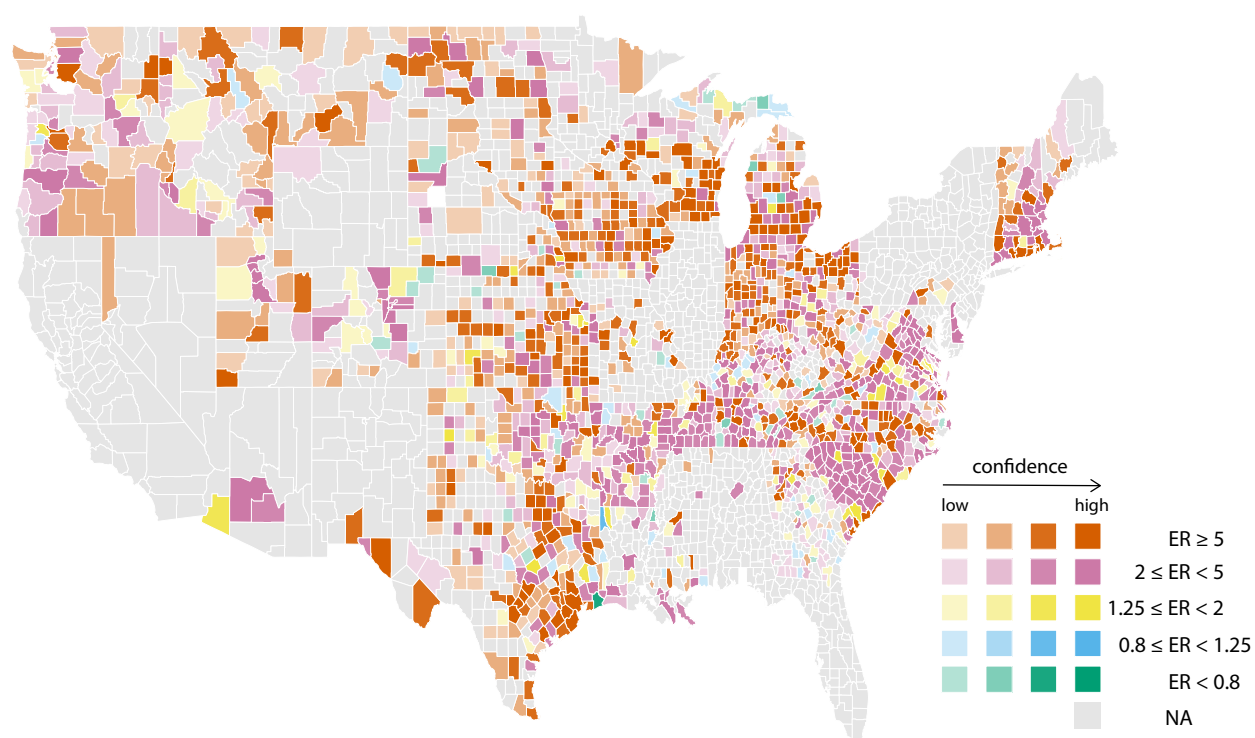 confidence
low high
ER ≥ 5
2 ≤ ER < 5
1.25 ≤ ER < 2
0.8 ≤ ER < 1.25
ER < 0.8
NA